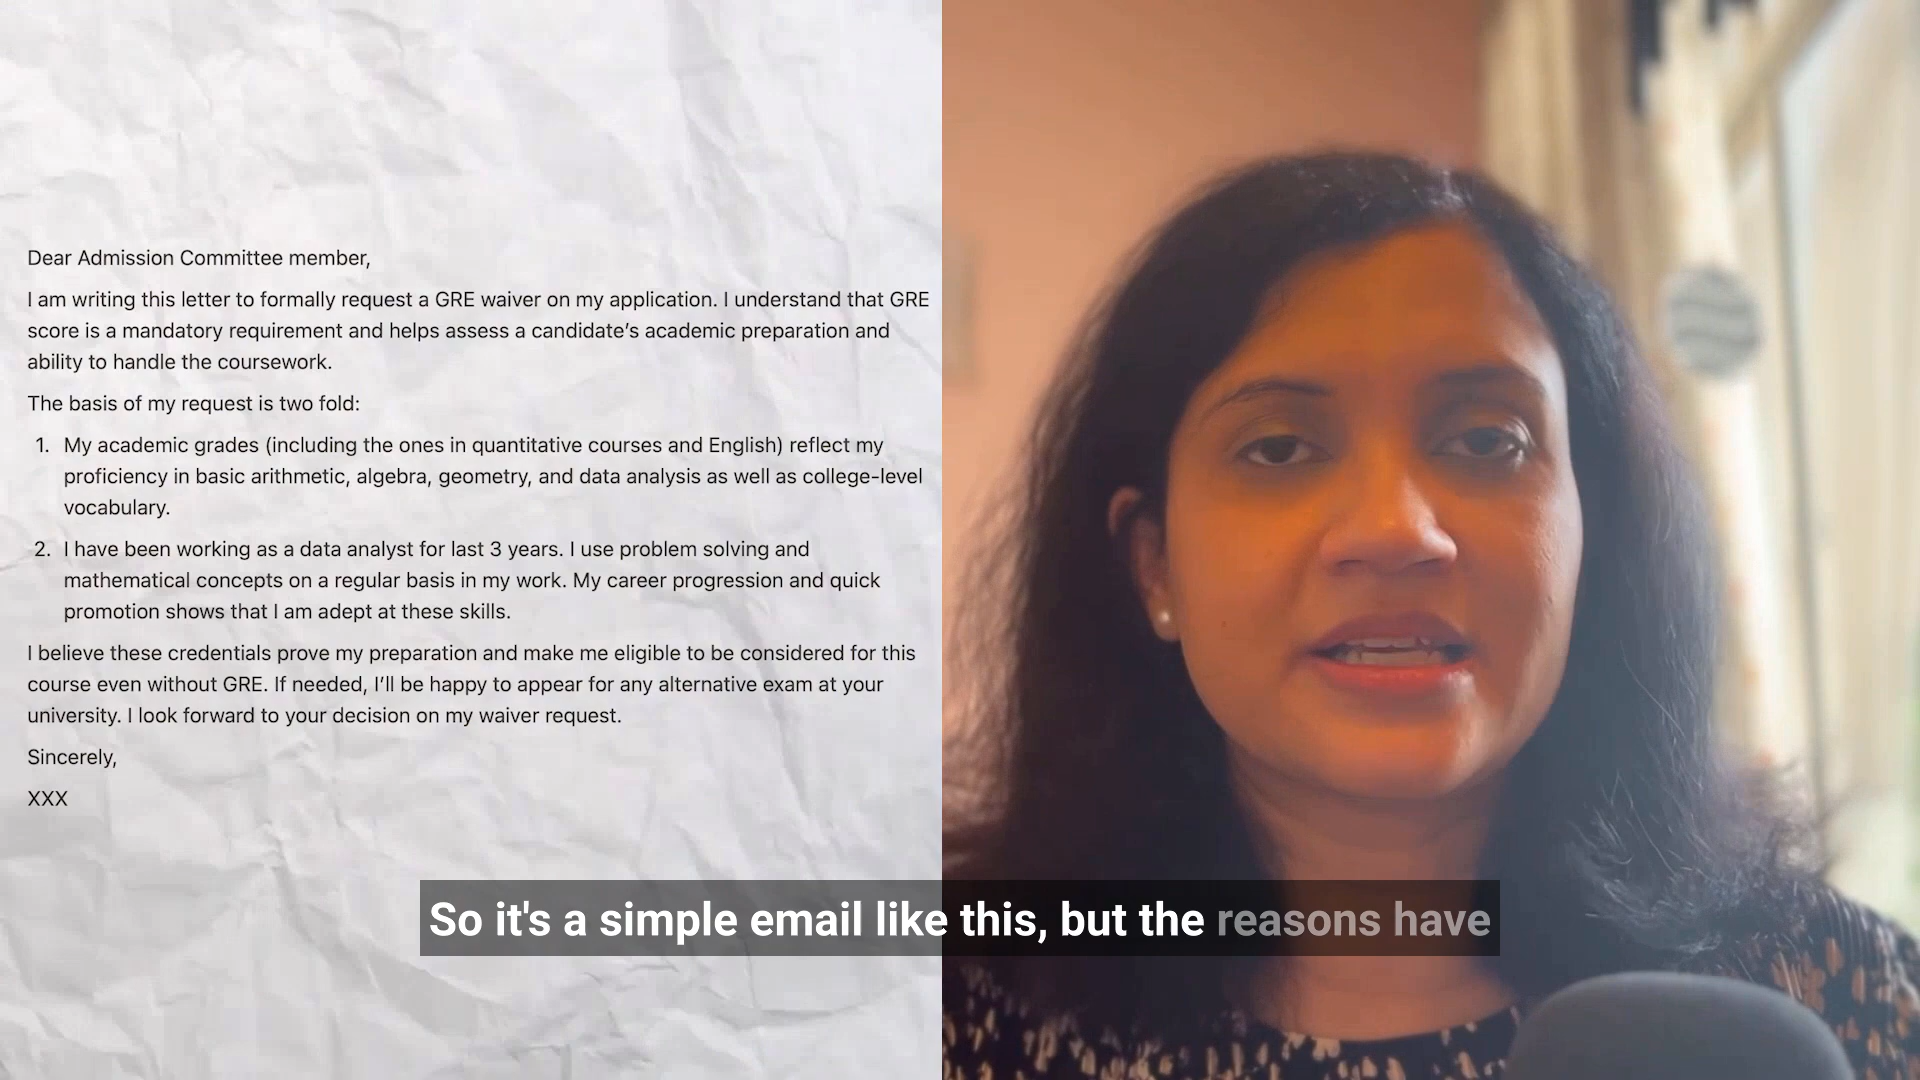 Dear Admission Committee member,
I am writing this letter to formally request a GRE waiver on my application. I understand that GRE
score is a mandatory requirement and helps assess a candidate’s academic preparation and
ability to handle the coursework.
The basis of my request is two fold:
1. My academic grades (including the ones in quantitative courses and English) reflect my
proficiency in basic arithmetic, algebra, geometry, and data analysis as well as college-level
vocabulary.
2. I have been working as a data analyst for last 3 years. I use problem solving and
mathematical concepts on a regular basis in my work. My career progression and quick
promotion shows that I am adept at these skills.
I believe these credentials prove my preparation and make me eligible to be considered for this
course even without GRE. If needed, I’ll be happy to appear for any alternative exam at your
university. I look forward to your decision on my waiver request.
Sincerely,
XXX
So it's a simple email like this, but the reasons have